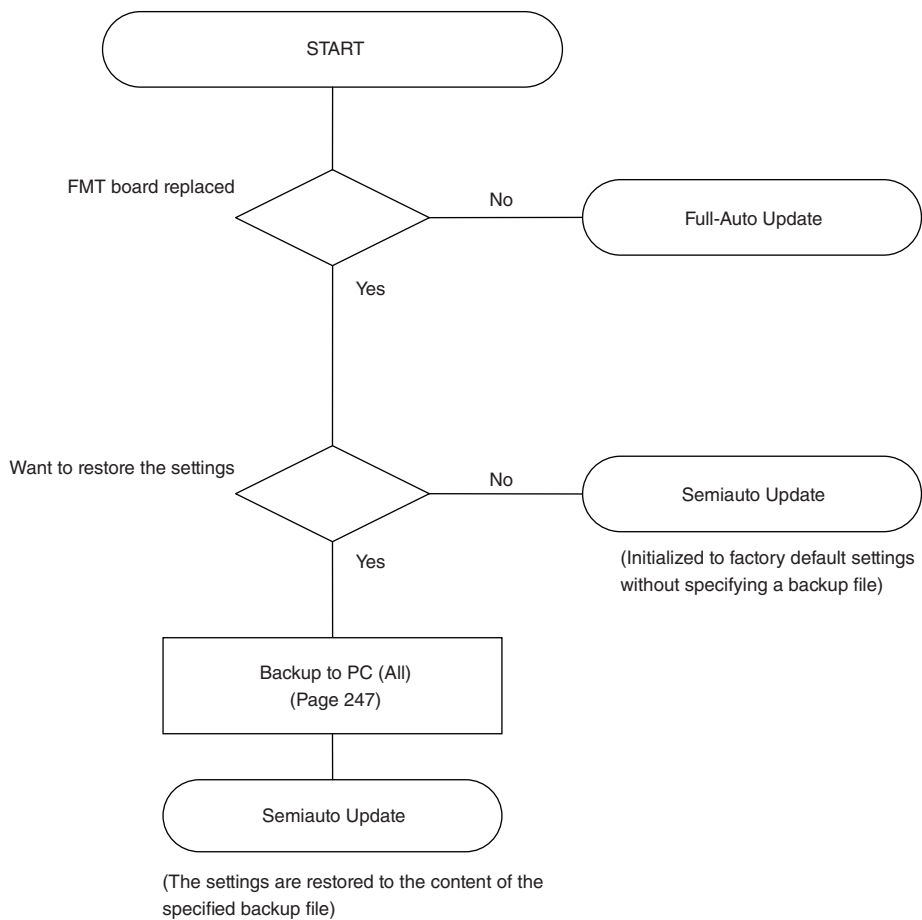 START
FMT board replaced
No
Full-Auto Update
Yes
Want to restore the settings
No
Semiauto Update
(Initialized to factory default settings
without specifying a backup file)
Yes
Backup to PC (All)
(Page 247)
Semiauto Update
(The settings are restored to the content of the
specified backup file)